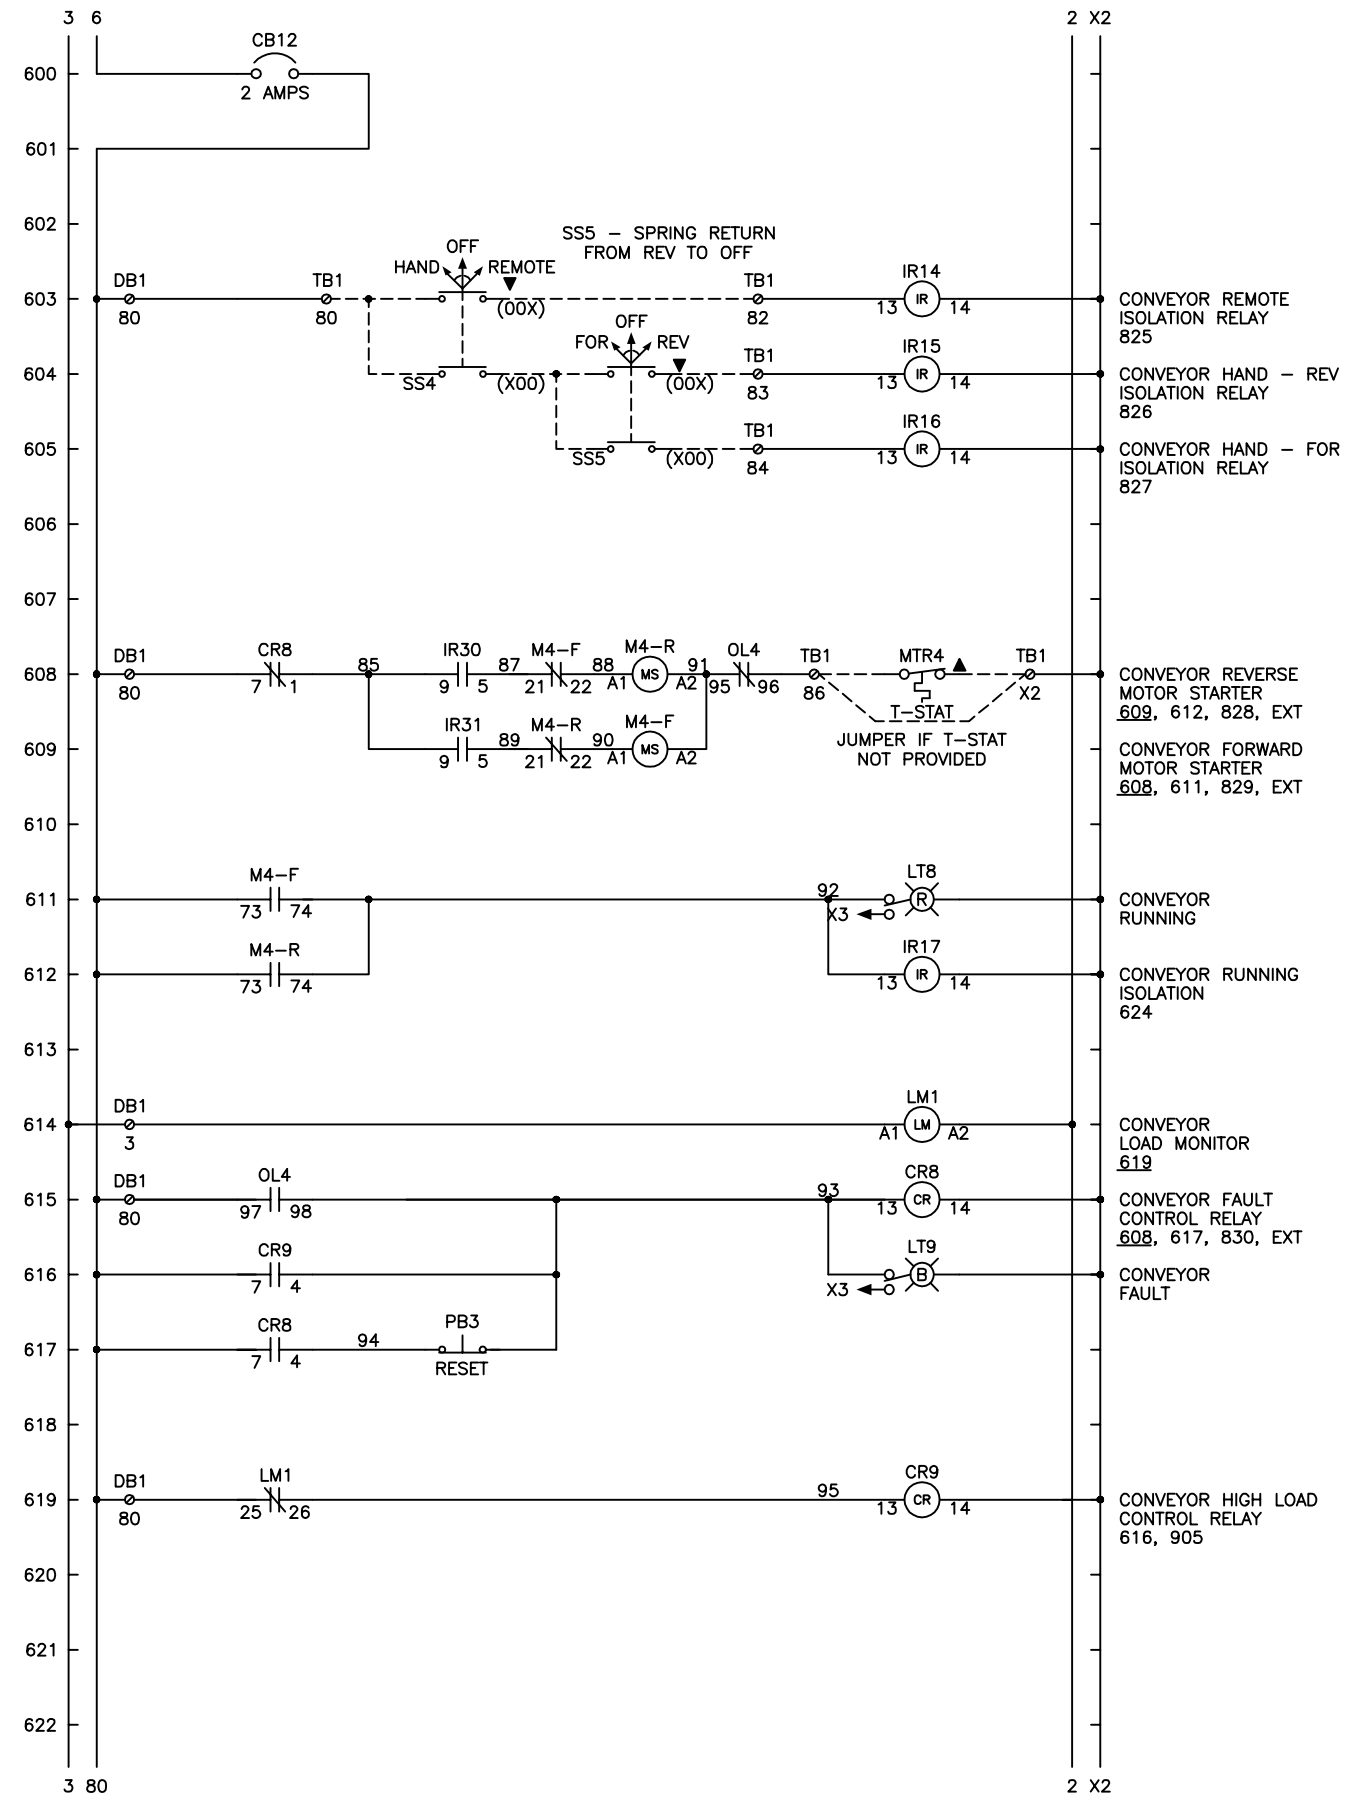 3 6 2 X2
CB12
600
2 AMPS
601
602
SS5 – SPRING RETURN
FROM REV TO OFF
OFF
HAND REMOTE
DB1 TB1 TB1 IR14
603 IR CONVEYOR REMOTE
80 80 (00X) 82 13 14 ISOLATION RELAY
825
OFF
FOR REV
TB1 IR15
604 IR CONVEYOR HAND – REV
SS4 (X00) (00X) 83 13 14 ISOLATION RELAY
826
TB1 IR16
605 IR CONVEYOR HAND – FOR
SS5 (X00) 84 13 14 ISOLATION RELAY
827
606
607
DB1 CR8 IR30 M4–F M4–R OL4 TB1 MTR4 TB1
85 87 88 91
608 MS CONVEYOR REVERSE
80 7 1 9 5 21 22 A1 A2 95 96 86 X2 MOTOR STARTER
T–STAT
609, 612, 828, EXT
IR31 M4–R M4–F
89 90
JUMPER IF T–STAT
NOT PROVIDED
609 MS CONVEYOR FORWARD
9 5 21 22 A1 A2 MOTOR STARTER
608, 611, 829, EXT
610
M4–F LT8
92
611 R CONVEYOR
73 74 X3 RUNNING
M4–R IR17
612 IR CONVEYOR RUNNING
73 74 13 14 ISOLATION
624
613
DB1 LM1
614 LM CONVEYOR
3 A1 A2 LOAD MONITOR
619
DB1 OL4 CR8
93
615 CR CONVEYOR FAULT
80 97 98 13 14 CONTROL RELAY
608, 617, 830, EXT
CR9 LT9
616 B CONVEYOR
7 4 X3 FAULT
CR8 94 PB3
617
7 4 RESET
618
DB1 LM1 CR9
95
619 CR CONVEYOR HIGH LOAD
80 25 26 13 14 CONTROL RELAY
616, 905
620
621
622
3 80 2 X2